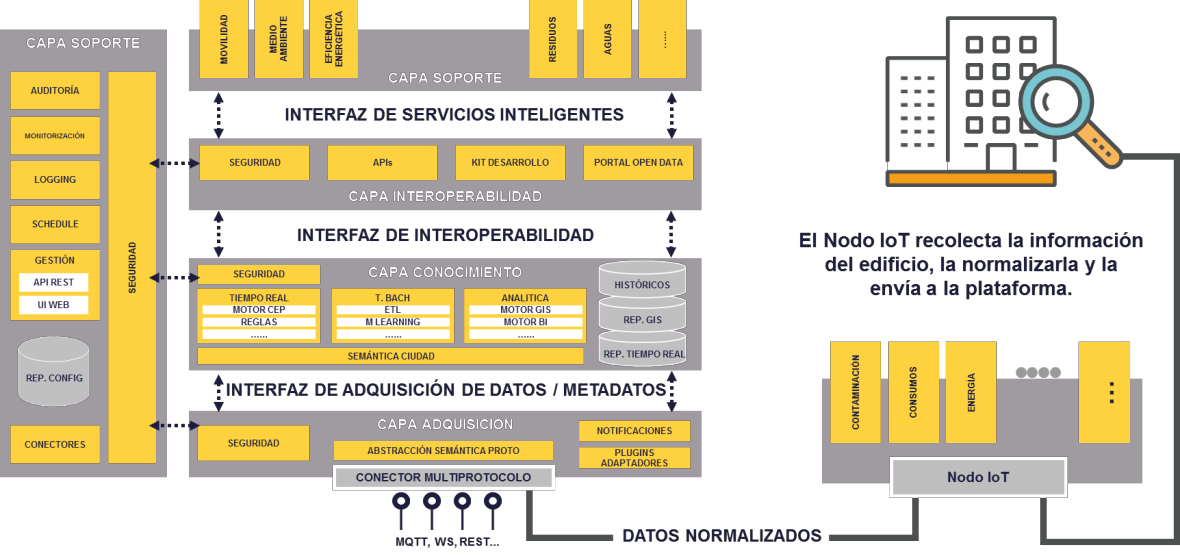 CAPA SOPORTE
AUDITORÍA
MONITORIZACIÓN
LOGGING
SCHEDULE
GESTIÓN
API REST
UI WEB
REP. CONFIG
CONECTORES
SEGURIDAD
MOVILIDAD
MEDIO
AMBIENTE
EFICIENCIA
ENERGÉTICA
RESIDUOS
AGUAS
......
CAPA SOPORTE
INTERFAZ DE SERVICIOS INTELIGENTES
SEGURIDAD
APIs
KIT DESARROLLO
PORTAL OPEN DATA
CAPA INTEROPERABILIDAD
INTERFAZ DE INTEROPERABILIDAD
SEGURIDAD
CAPA CONOCIMIENTO
TIEMPO REAL
MOTOR CEP
REGLAS
......
T. BACH
ETL
M LEARNING
......
ANALITICA
MOTOR GIS
MOTOR BI
......
HISTÓRICOS
REP. GIS
REP. TIEMPO REAL
SEMÁNTICA CIUDAD
INTERFAZ DE ADQUISICIÓN DE DATOS / METADATOS
CAPA ADQUISICIÓN
SEGURIDAD
ABSTRACCIÓN SEMÁNTICA PROTO
NOTIFICACIONES
PLUGINS
ADAPTADORES
CONECTOR MULTIPROTOCOLO
MQTT, WS, REST...
DATOS NORMALIZADOS
El Nodo IoT recolecta la información
del edificio, la normalizarla y la
envía a la plataforma.
CONTAMINACIÓN
CONSUMOS
ENERGIA
...
Nodo IoT